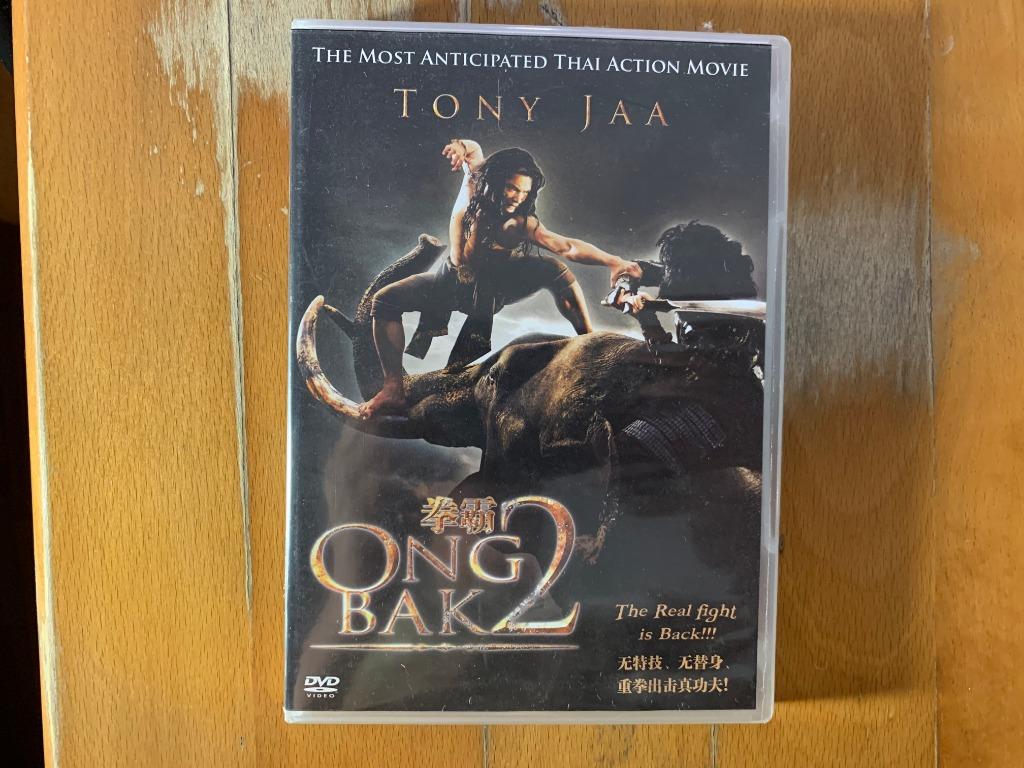 THE MOST ANTICIPATED THAI ACTION MOVIE
TONY JAA
拳霸
ONG BAK 2
The Real fight
is Back!!!
无特技、无替身、
重拳出击真功夫!
DVD
VIDEO